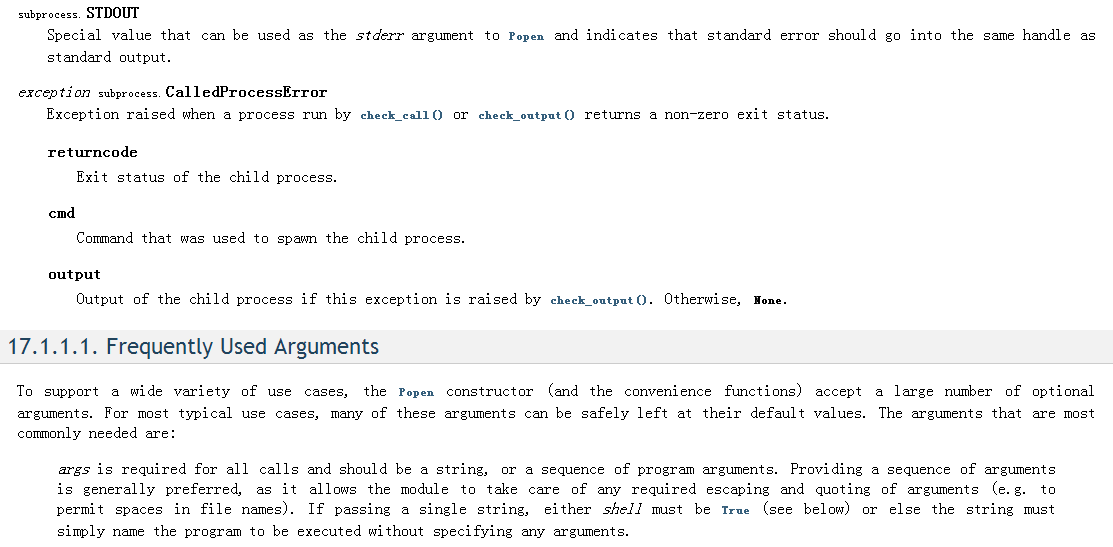 subprocess. STDOUT
Special value that can be used as the stderr argument to Popen and indicates that standard error should go into the same handle as
standard output.
exception subprocess. CalledProcessError
Exception raised when a process run by check_call() or check_output() returns a non-zero exit status.
returncode
Exit status of the child process.
cmd
Command that was used to spawn the child process.
output
Output of the child process if this exception is raised by check_output(). Otherwise, None.
17.1.1.1. Frequently Used Arguments
To support a wide variety of use cases, the Popen constructor (and the convenience functions) accept a large number of optional
arguments. For most typical use cases, many of these arguments can be safely left at their default values. The arguments that are most
commonly needed are:
args is required for all calls and should be a string, or a sequence of program arguments. Providing a sequence of arguments
is generally preferred, as it allows the module to take care of any required escaping and quoting of arguments (e.g. to
permit spaces in file names). If passing a single string, either shell must be True (see below) or else the string must
simply name the program to be executed without specifying any arguments.